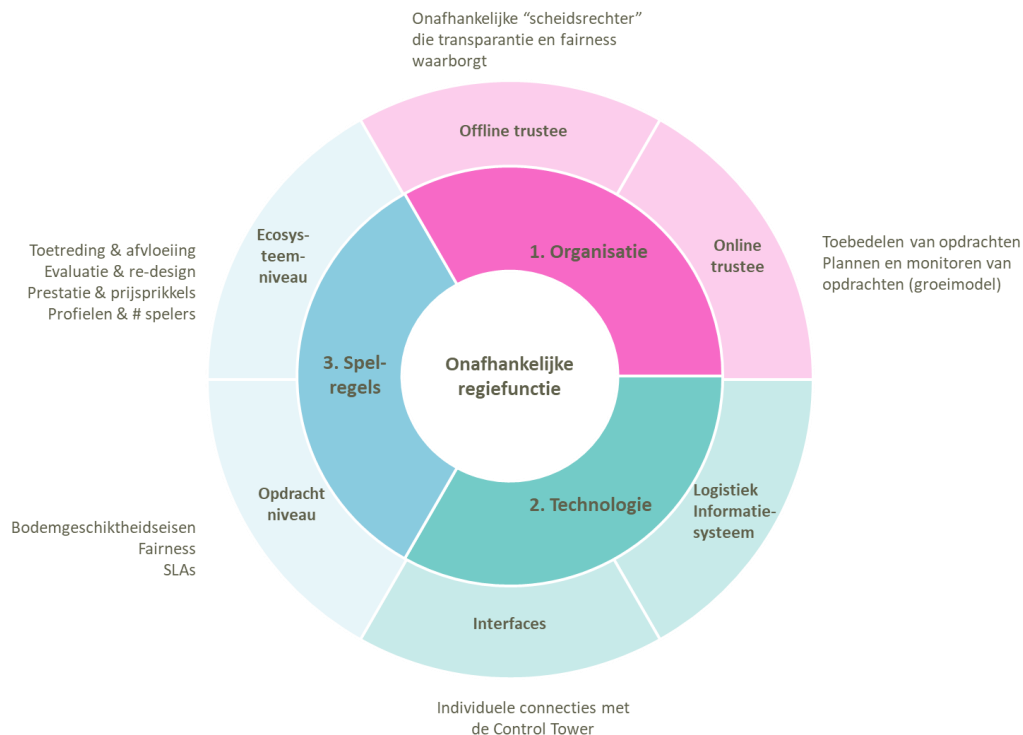 Onafhankelijke “scheidsrechter”
die transparantie en fairness
waarborgt
Offline trustee
1. Organisatie
Online
trustee
Toebedelen van opdrachten
Plannen en monitoren van
opdrachten (groeimodel)
Ecosys-
teem-
niveau
Toetreding & afvloeiing
Evaluatie & re-design
Prestatie & prijsprikkels
Profielen & # spelers
3. Spel-
regels
Onafhankelijke
regiefunctie
Opdracht
niveau
Bodemgeschiktheidseisen
Fairness
SLAs
2. Technologie
Logistiek
Informatie-
systeem
Interfaces
Individuele connecties met
de Control Tower